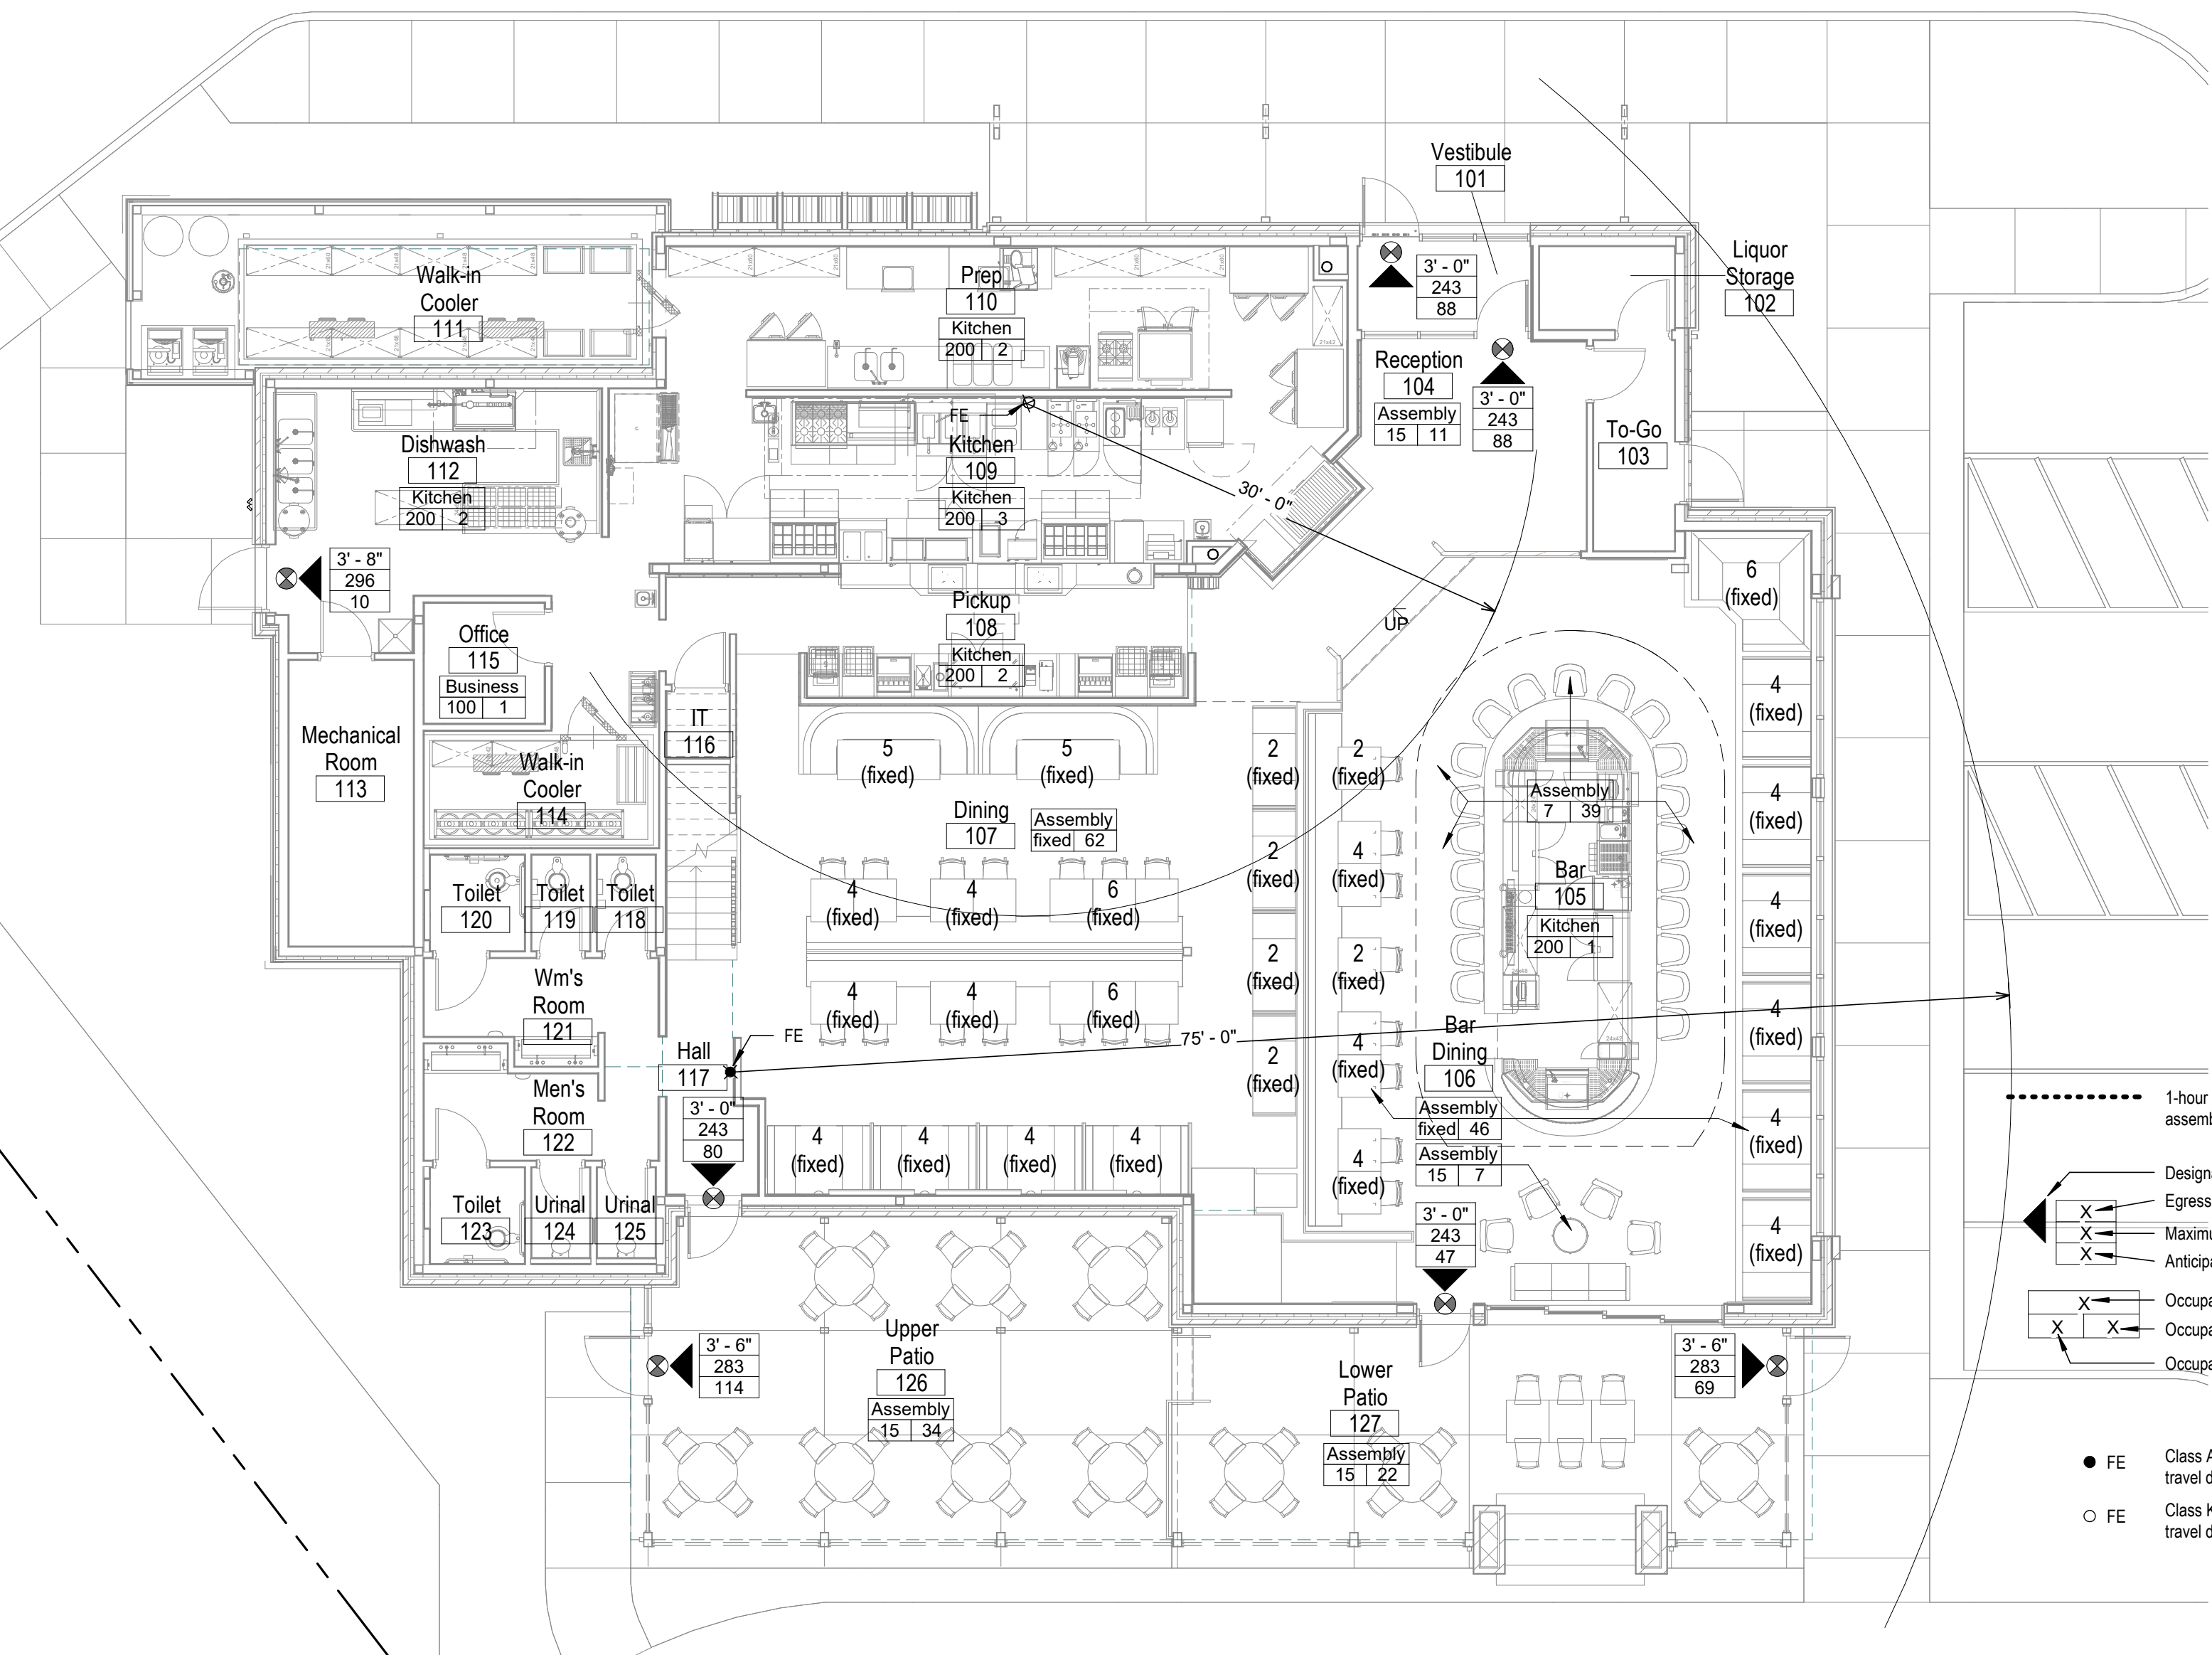 Vestibule
101
Liquor
Storage
102
3' - 0"
243
88
Walk-in
Cooler
111
Prep
110
Kitchen
200 2
Reception
104
Assembly
15 11
3' - 0"
243
88
To-Go
103
FE
Kitchen
109
Kitchen
200 3
30' - 0"
Dishwash
112
Kitchen
200 2
3' - 8"
296
10
Office
115
Business
100 1
Pickup
108
Kitchen
200 2
UP
6
(fixed)
4
(fixed)
4
(fixed)
4
(fixed)
4
(fixed)
4
(fixed)
4
(fixed)
Mechanical
Room
113
Walk-in
Cooler
114
IT
116
5
(fixed)
5
(fixed)
Dining
107
Assembly
fixed 62
2
(fixed)
2
(fixed)
2
(fixed)
2
(fixed)
2
(fixed)
4
(fixed)
2
(fixed)
4
(fixed)
4
(fixed)
Assembly
7 39
Bar
105
Kitchen
200 1
Toilet
120
Toilet
119
Toilet
118
4
(fixed)
4
(fixed)
6
(fixed)
4
(fixed)
4
(fixed)
6
(fixed)
Wm's
Room
121
Hall
117
FE
75' - 0"
Bar
Dining
106
Assembly
fixed 46
Assembly
15 7
Men's
Room
122
3' - 0"
243
80
4
(fixed)
4
(fixed)
4
(fixed)
4
(fixed)
Toilet
123
Urinal
124
Urinal
125
3' - 0"
243
47
3' - 6"
283
114
Upper
Patio
126
Assembly
15 34
Lower
Patio
127
Assembly
15 22
3' - 6"
283
69
1-hour
assemb
Designa
X Egress
X Maximu
X Anticipa
X Occupa
X X Occupa
Occupa
FE Class A
travel d
FE Class K
travel d